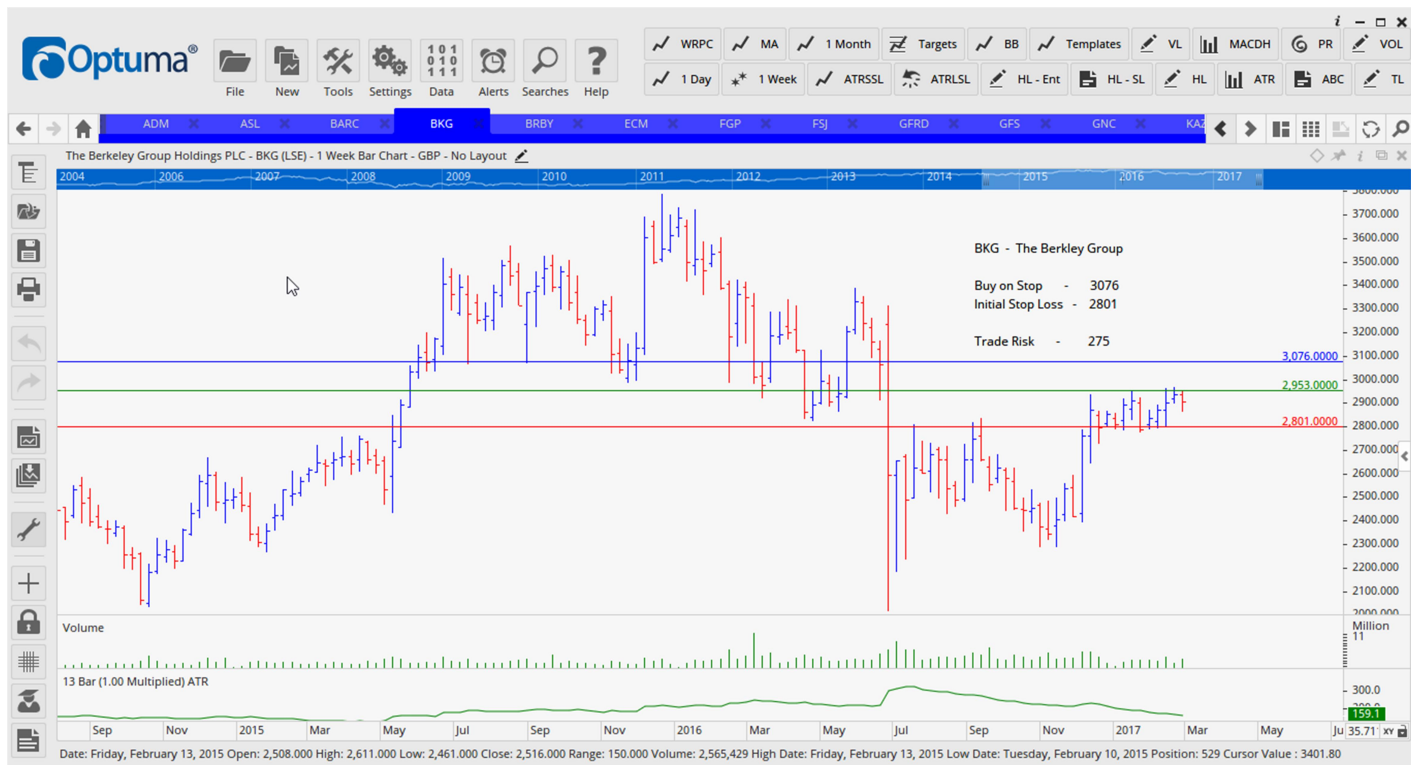 i
Optuma®
File New Tools Settings Data Alerts Searches Help
WRPC MA 1 Month Targets BB Templates VL MACDH PR VOL
1 Day 1 Week ATRSSL ATRLSL HL - Ent HL - SL HL ATR ABC TL
ADM ASL BARC BKG BRBY ECM FGP FSJ GFRD GFS GNC KAZ
The Berkeley Group Holdings PLC - BKG (LSE) - 1 Week Bar Chart - GBP - No Layout
2004 2006 2007 2008 2009 2010 2011 2012 2013 2014 2015 2016 2017
3800.000
3700.000
3600.000
3500.000
3400.000
3300.000
3200.000
3100.000
3000.000
2900.000
2800.000
2700.000
2600.000
2500.000
2400.000
2300.000
2200.000
2100.000
2000.000
BKG - The Berkley Group
Buy on Stop - 3076
Initial Stop Loss - 2801
Trade Risk - 275
3,076.0000
2,953.0000
2,801.0000
Volume
Million
11
13 Bar (1.00 Multiplied) ATR
300.0
159.1
Sep Nov 2015 Mar May Jul Sep Nov 2016 Mar May Jul Sep Nov 2017 Mar May Ju 35.71 XY
Date: Friday, February 13, 2015 Open: 2,508.000 High: 2,611.000 Low: 2,461.000 Close: 2,516.000 Range: 150.000 Volume: 2,565,429 High Date: Friday, February 13, 2015 Low Date: Tuesday, February 10, 2015 Position: 529 Cursor Value : 3401.80